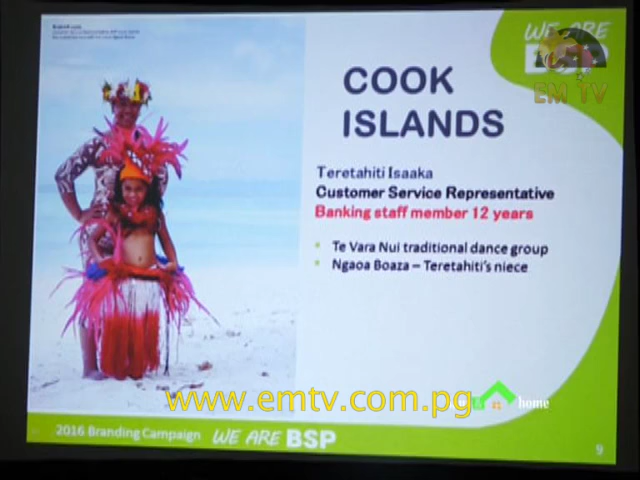 WE ARE
BSP
EM TV
COOK
ISLANDS
Teretahiti Isaaka
Customer Service Representative
Banking staff member 12 years
Te Vara Nui traditional dance group
Ngaoa Boaza – Teretahiti's niece
www.emtv.com.pg
home
2016 Branding Campaign WE ARE BSP
9